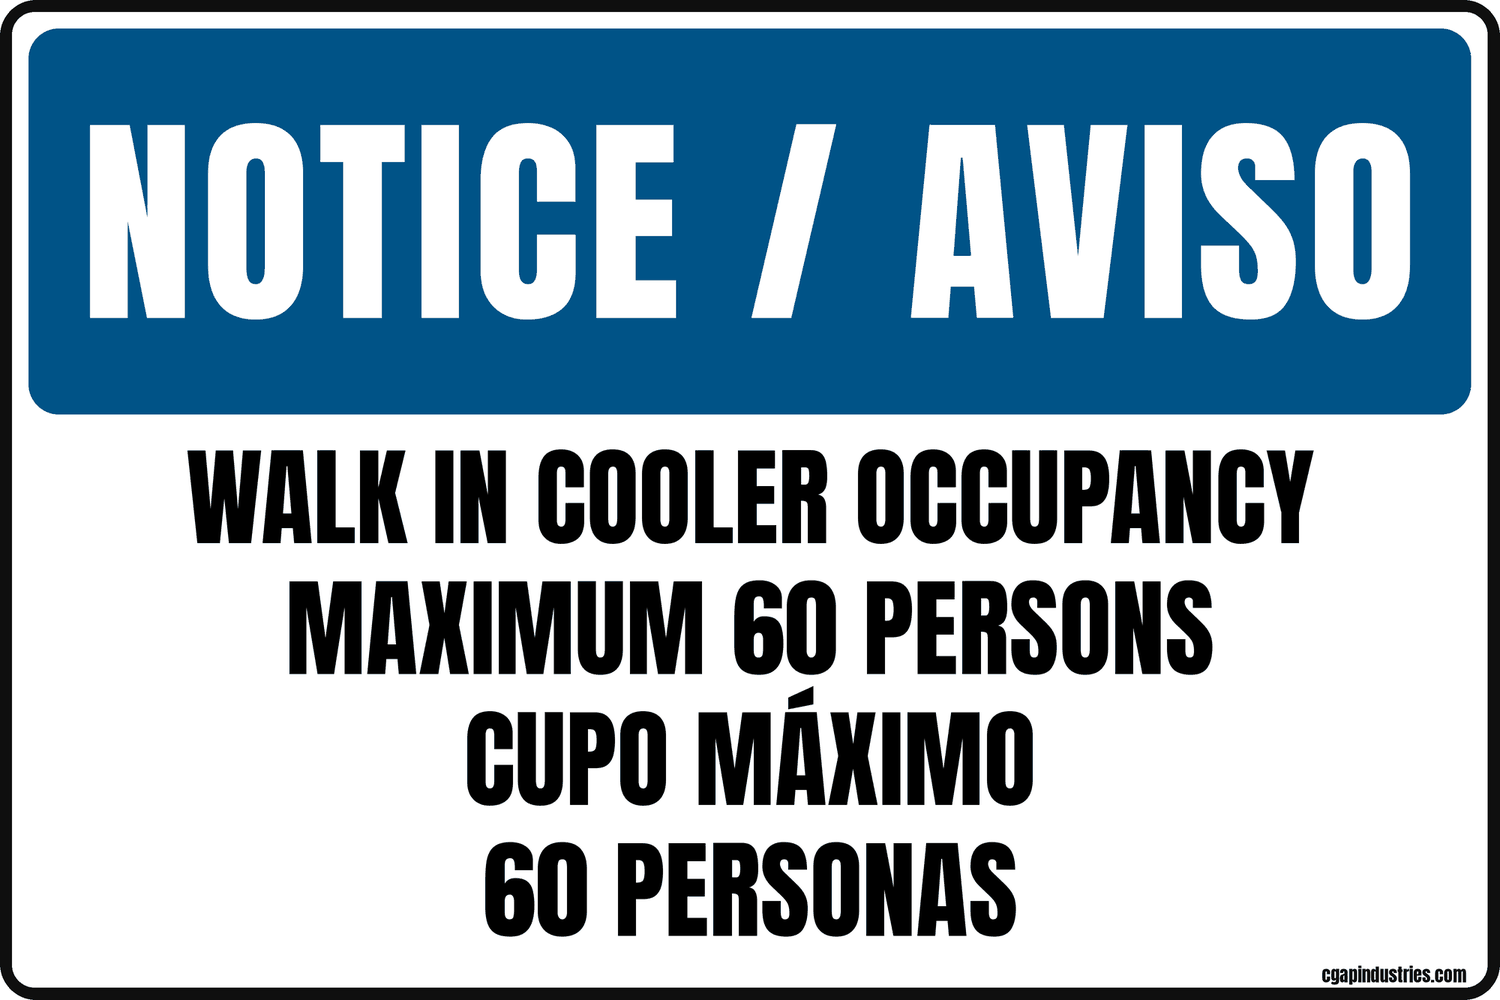 NOTICE / AVISO
WALK IN COOLER OCCUPANCY
MAXIMUM 60 PERSONS
CUPO MÁXIMO
60 PERSONAS
cgapindustries.com